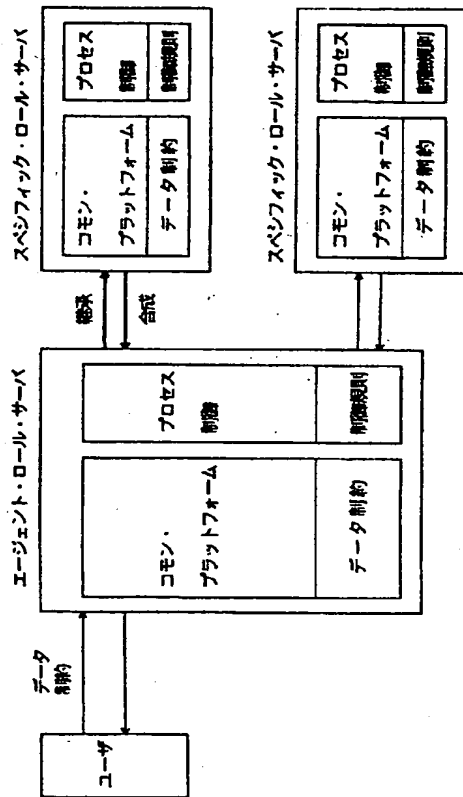 ユーザ
データ
制約
エージェント・ロール・サーバ
コモン・
プラットフォーム
データ制約
プロセス
制御
制御規則
継承
合成
スペシフィック・ロール・サーバ
コモン・
プラットフォーム
データ制約
プロセス
制御
制御規則
スペシフィック・ロール・サーバ
コモン・
プラットフォーム
データ制約
プロセス
制御
制御規則